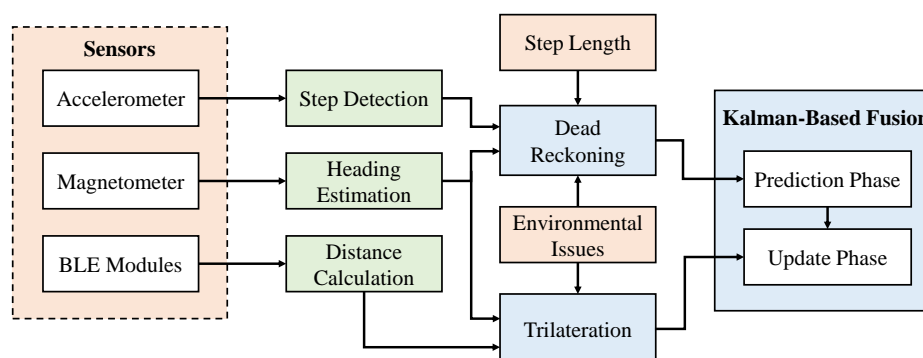 Sensors
Accelerometer
Magnetometer
BLE Modules
Step Detection
Heading
Estimation
Distance
Calculation
Step Length
Dead
Reckoning
Environmental
Issues
Trilateration
Kalman-Based Fusion
Prediction Phase
Update Phase